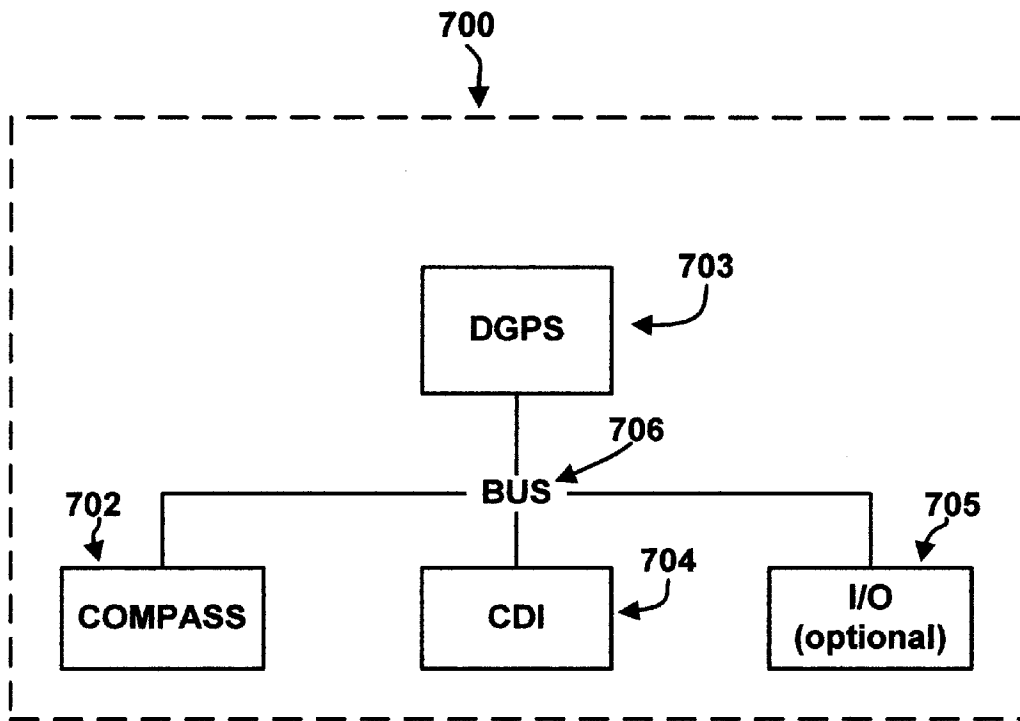 700
703
DGPS
706
BUS
702
705
704
COMPASS
CDI
I/O
(optional)